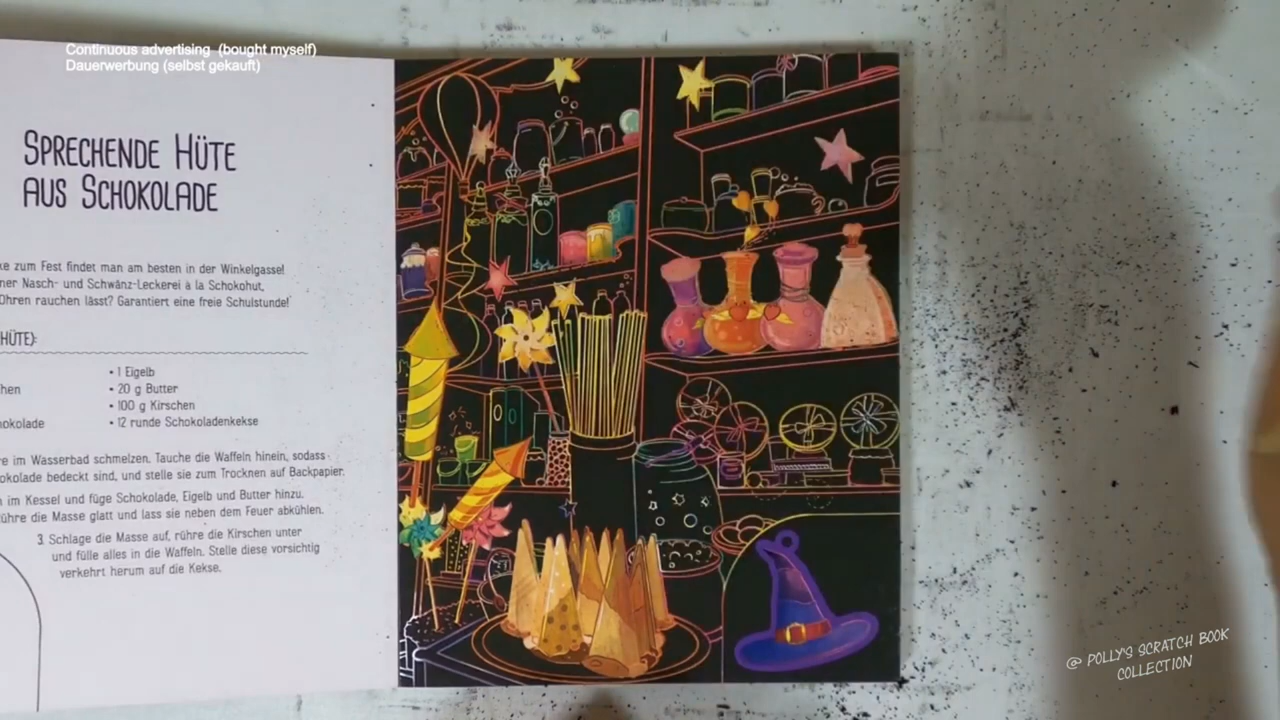 Continuous advertising (bought myself)
Dauerwerbung (selbst gekauft)
SPRECHENDE HÜTE
AUS SCHOKOLADE
ke zum Fest findet man am besten in der Winkelgasse!
ner Nasch- und Schwänz-Leckerei à la Schokohut,
Ohren rauchen lässt? Garantiert eine freie Schulstunde!
HÜTE):
• 1 Eigelb
hen • 20 g Butter
• 100 g Kirschen
okolade • 12 runde Schokoladenkekse
re im Wasserbad schmelzen. Tauche die Waffeln hinein, sodass
okolade bedeckt sind, und stelle sie zum Trocknen auf Backpapier.
n im Kessel und füge Schokolade, Eigelb und Butter hinzu.
ühre die Masse glatt und lass sie neben dem Feuer abkühlen.
3. Schlage die Masse auf, rühre die Kirschen unter
und fülle alles in die Waffeln. Stelle diese vorsichtig
verkehrt herum auf die Kekse.
@ POLLY'S SCRATCH BOOK
COLLECTION